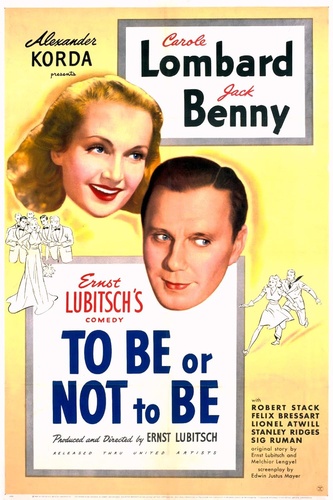 Alexander
KORDA
presents
Carole
Lombard
Jack
Benny
Ernst
LUBITSCH'S
COMEDY
TO BE or
NOT to BE
Produced and Directed by ERNST LUBITSCH
RELEASED THRU UNITED ARTISTS
with
ROBERT STACK
FELIX BRESSART
LIONEL ATWILL
STANLEY RIDGES
SIG RUMAN
original story by
Ernst Lubitsch and
Melchior Lengyel
screenplay by
Edwin Justus Mayer